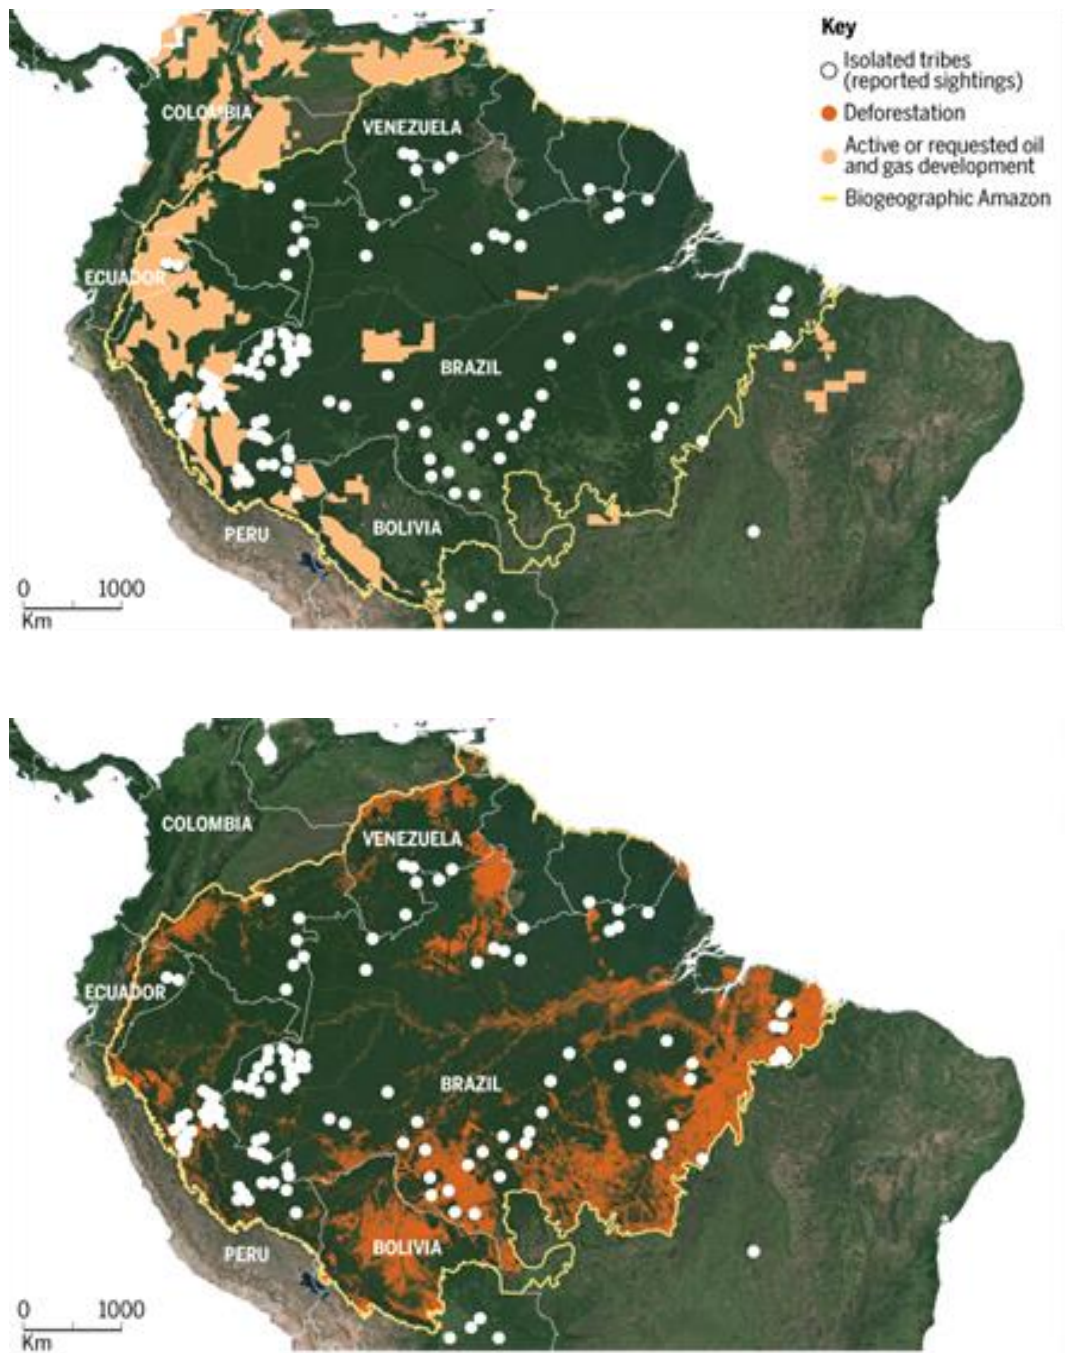 Key
Isolated tribes
(reported sightings)
Deforestation
Active or requested oil
and gas development
Biogeographic Amazon
COLOMBIA
VENEZUELA
ECUADOR
BRAZIL
PERU
BOLIVIA
0 1000
Km
COLOMBIA
VENEZUELA
ECUADOR
BRAZIL
PERU
BOLIVIA
0 1000
Km